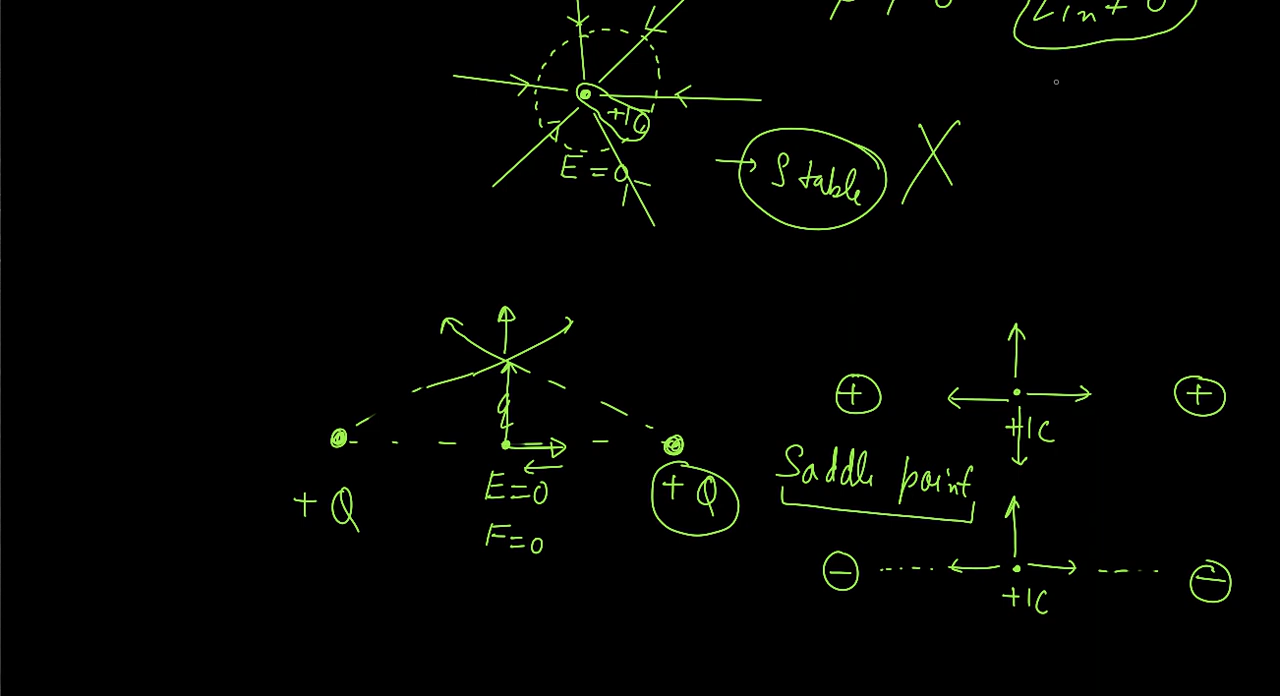 +1C
E=0
→ Stable X
q
+ +
+1C
E=0
F=0
+Q +Q
Saddle point
− −
+1C